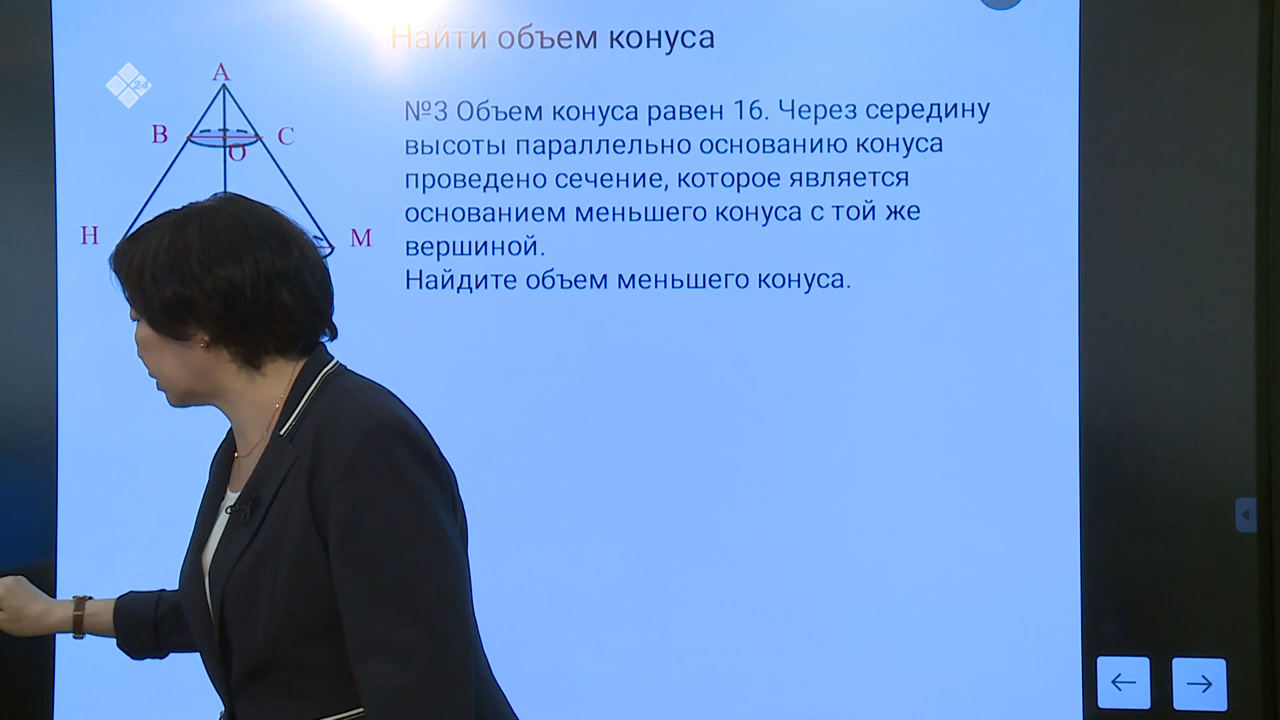 Найти объем конуса
24
A
B
C
O
H
M
№3 Объем конуса равен 16. Через середину
высоты параллельно основанию конуса
проведено сечение, которое является
основанием меньшего конуса с той же
вершиной.
Найдите объем меньшего конуса.